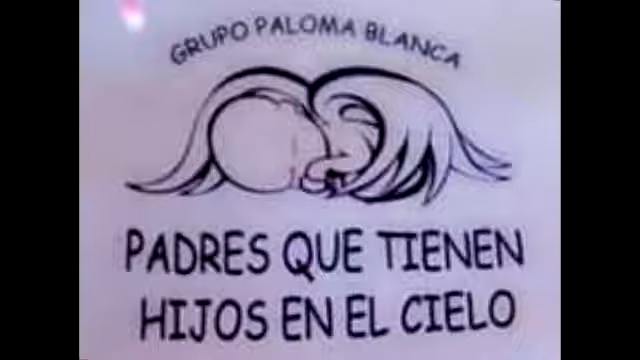 GRUPO PALOMA BLANCA
PADRES QUE TIENEN
HIJOS EN EL CIELO